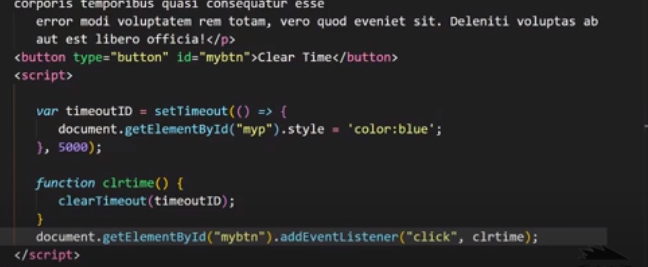 corporis temporibus quasi consequatur esse
error modi voluptatem rem totam, vero quod eveniet sit. Deleniti voluptas ab
aut est libero officia!</p>
<button type="button" id="mybtn">Clear Time</button>
<script>
var timeoutID = setTimeout(() => {
document.getElementById("myp").style = 'color:blue';
}, 5000);
function clrtime() {
clearTimeout(timeoutID);
}
document.getElementById("mybtn").addEventListener("click", clrtime);
</script>